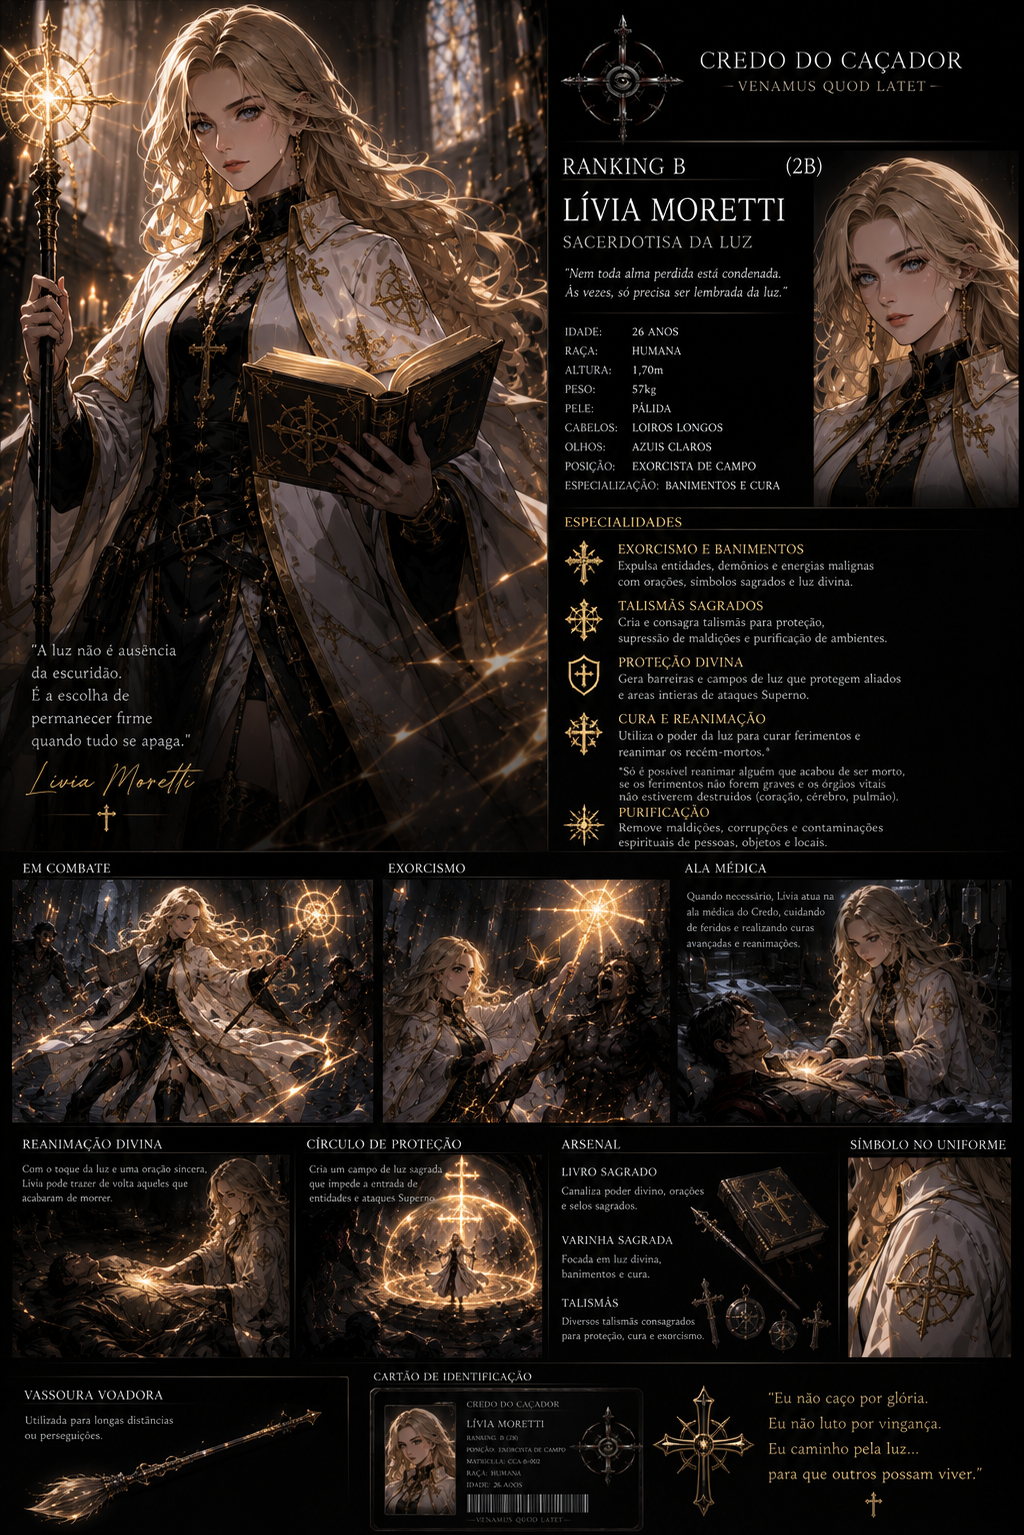 CREDO DO CAÇADOR
VENAMUS QUOD LATET
RANKING B (2B)
LÍVIA MORETTI
SACERDOTISA DA LUZ
"Nem toda alma perdida está condenada.
Às vezes, só precisa ser lembrada da luz."
IDADE: 26 ANOS
RAÇA: HUMANA
ALTURA: 1,70m
PESO: 57kg
PELE: PÁLIDA
CABELOS: LOIROS LONGOS
OLHOS: AZUIS CLAROS
POSIÇÃO: EXORCISTA DE CAMPO
ESPECIALIZAÇÃO: BANIMENTOS E CURA
ESPECIALIDADES
EXORCISMO E BANIMENTOS
Expulsa entidades, demônios e energias malignas
com orações, símbolos sagrados e luz divina.
TALISMÃS SAGRADOS
Cria e consagra talismãs para proteção,
supressão de maldições e purificação de ambientes.
PROTEÇÃO DIVINA
Gera barreiras e campos de luz que protegem aliados
e areas intieras de ataques Superno.
CURA E REANIMAÇÃO
Utiliza o poder da luz para curar ferimentos e
reanimar os recém-mortos.*
*Só é possível reanimar alguém que acabou de ser morto,
se os ferimentos não forem graves e os órgãos vitais
não estiverem destruidos (coração, cérebro, pulmão).
PURIFICAÇÃO
Remove maldições, corrupções e contaminações
espirituais de pessoas, objetos e locais.
"A luz não é ausência
da escuridão.
É a escolha de
permanecer firme
quando tudo se apaga."
Lívia Moretti
EM COMBATE
EXORCISMO
ALA MÉDICA
Quando necessário, Livia atua na
ala médica do Credo, cuidando
de feridos e realizando curas
avançadas e reanimações.
REANIMAÇÃO DIVINA
Com o toque da luz e uma oração sincera,
Lívia pode trazer de volta aqueles que
acabaram de morrer.
CÍRCULO DE PROTEÇÃO
Cria um campo de luz sagrada
que impede a entrada de
entidades e ataques Superno
ARSENAL
LIVRO SAGRADO
Canaliza poder divino, orações
e selos sagrados.
VARINHA SAGRADA
Focada em luz divina,
banimentos e cura.
TALISMÃS
Diversos talismãs consagrados
para proteção, cura e exorcismo.
SÍMBOLO NO UNIFORME
VASSOURA VOADORA
Utilizada para longas distâncias
ou perseguições.
CARTÃO DE IDENTIFICAÇÃO
CREDO DO CAÇADOR
LÍVIA MORETTI
RANKING B (2B)
POSIÇÃO: EXORCISTA DE CAMPO
MATRÍCULA:
RAÇA: HUMANA
IDADE: 26 ANOS
VENAMUS QUOD LATET
"Eu não caço por glória.
Eu não luto por vingança.
Eu caminho pela luz...
para que outros possam viver."